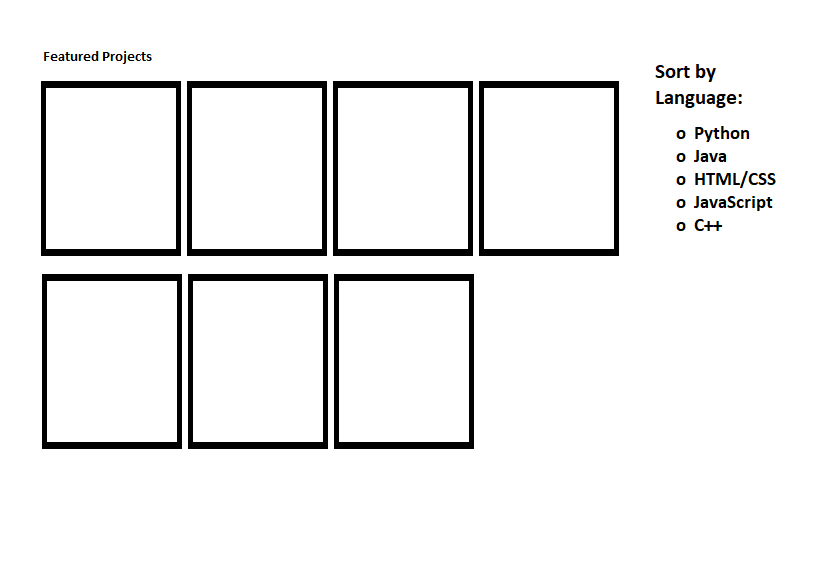 Featured Projects
Sort by
Language:
o Python
o Java
o HTML/CSS
o JavaScript
o C++